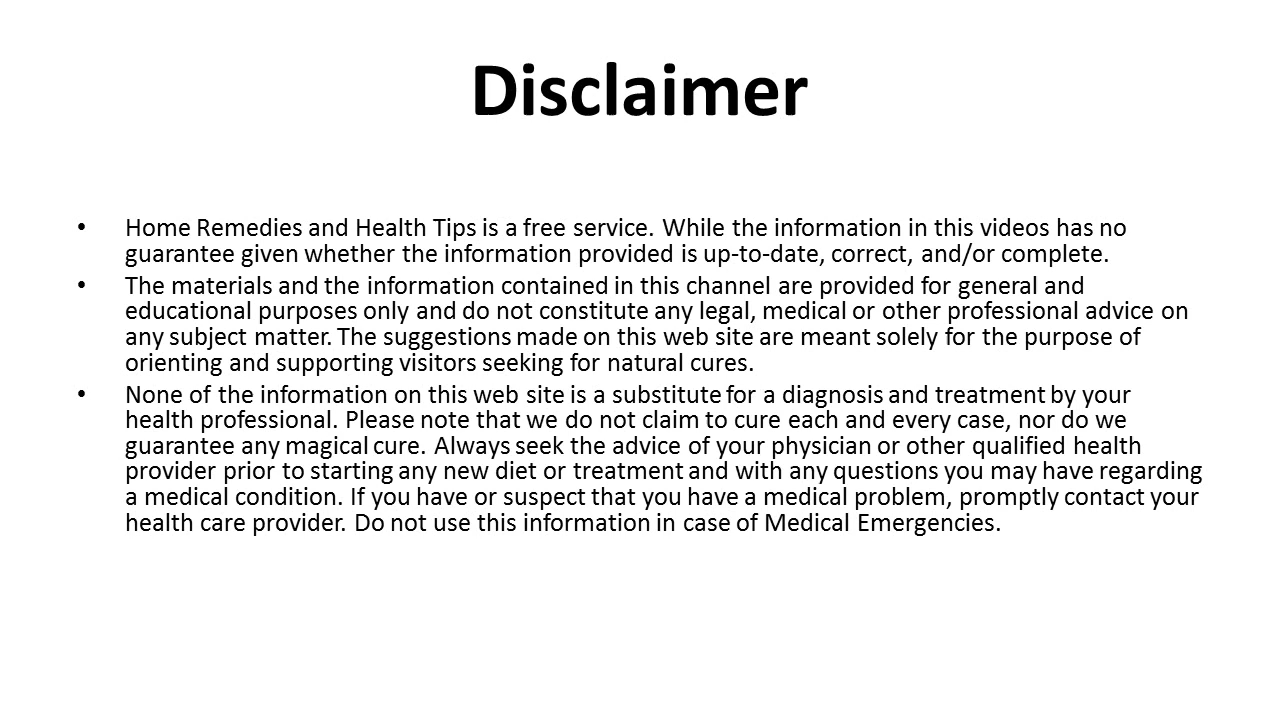 Disclaimer
• Home Remedies and Health Tips is a free service. While the information in this videos has no
guarantee given whether the information provided is up-to-date, correct, and/or complete.
• The materials and the information contained in this channel are provided for general and
educational purposes only and do not constitute any legal, medical or other professional advice on
any subject matter. The suggestions made on this web site are meant solely for the purpose of
orienting and supporting visitors seeking for natural cures.
• None of the information on this web site is a substitute for a diagnosis and treatment by your
health professional. Please note that we do not claim to cure each and every case, nor do we
guarantee any magical cure. Always seek the advice of your physician or other qualified health
provider prior to starting any new diet or treatment and with any questions you may have regarding
a medical condition. If you have or suspect that you have a medical problem, promptly contact your
health care provider. Do not use this information in case of Medical Emergencies.